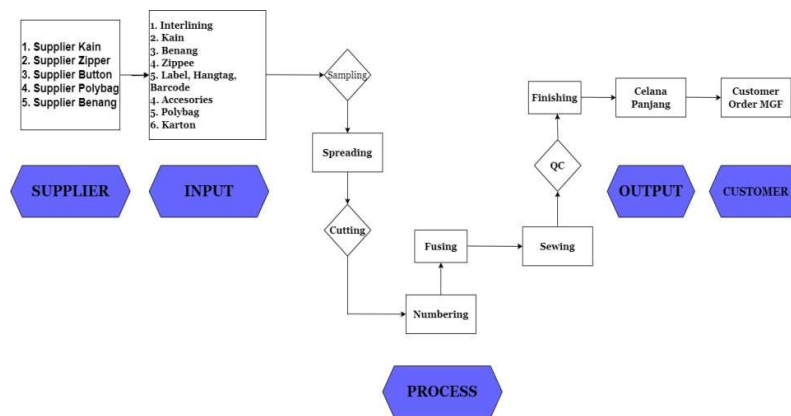 1. Supplier Kain
2. Supplier Zipper
3. Supplier Button
4. Supplier Polybag
5. Supplier Benang
1. Interlining
2. Kain
3. Benang
4. Zippee
5. Label, Hangtag,
Barcode
4. Accesories
5. Polybag
6. Karton
Sampling
Spreading
Cutting
Numbering
Fusing
Sewing
QC
Finishing
Celana
Panjang
Customer
Order MGF
SUPPLIER
INPUT
PROCESS
OUTPUT
CUSTOMER